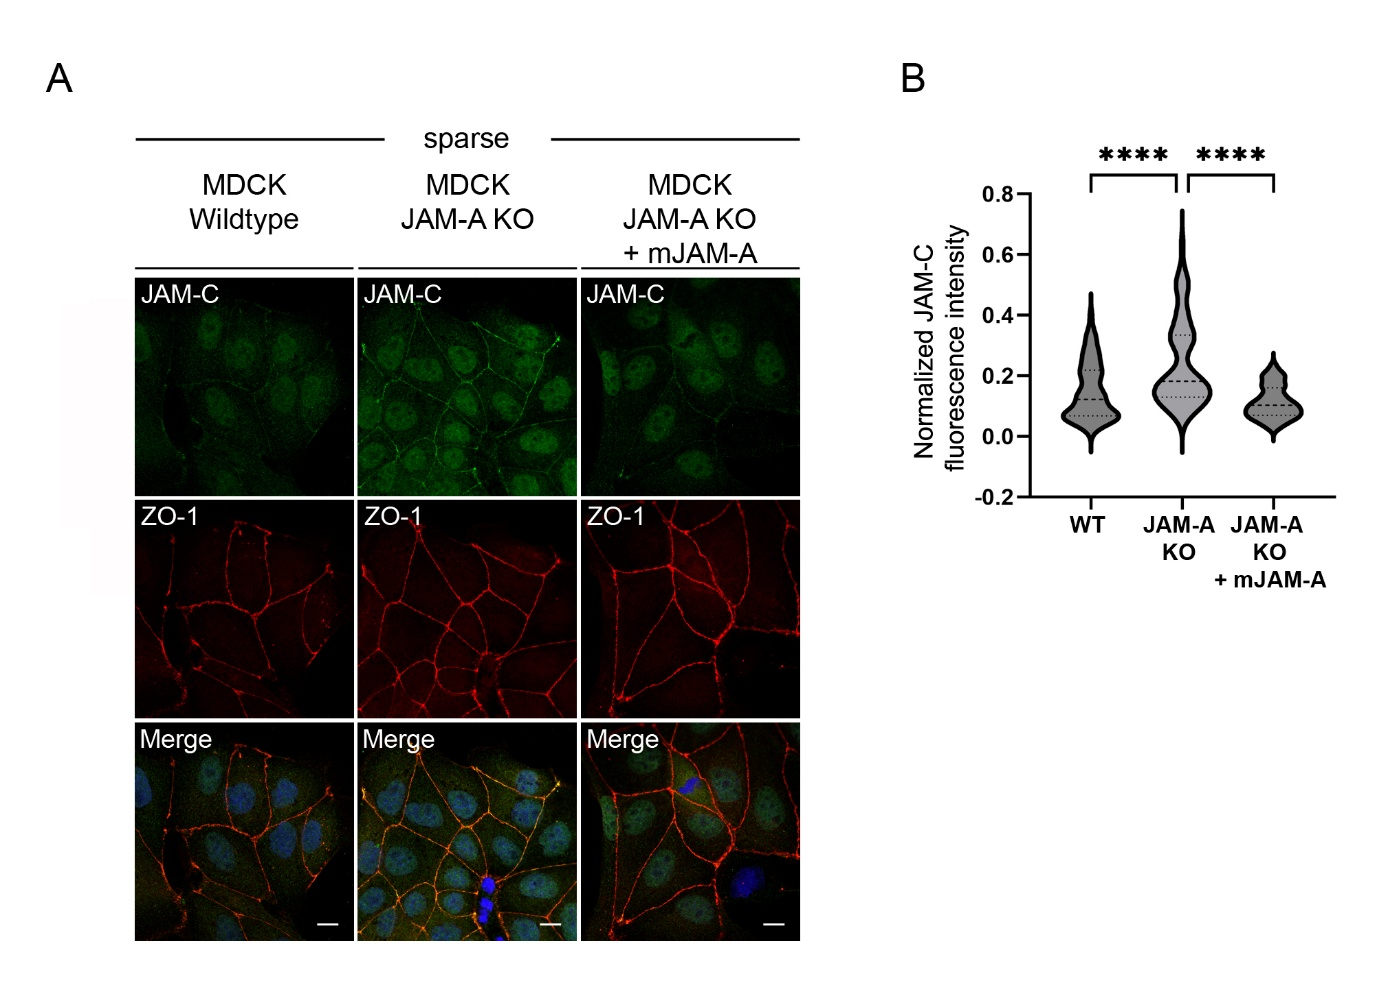 A
sparse
MDCK
Wildtype
MDCK
JAM-A KO
MDCK
JAM-A KO
+ mJAM-A
JAM-C
JAM-C
JAM-C
ZO-1
ZO-1
ZO-1
Merge
Merge
Merge
B
**** ****
Normalized JAM-C
fluorescence intensity
0.8
0.6
0.4
0.2
0.0
-0.2
WT
JAM-A
KO
JAM-A
KO
+ mJAM-A